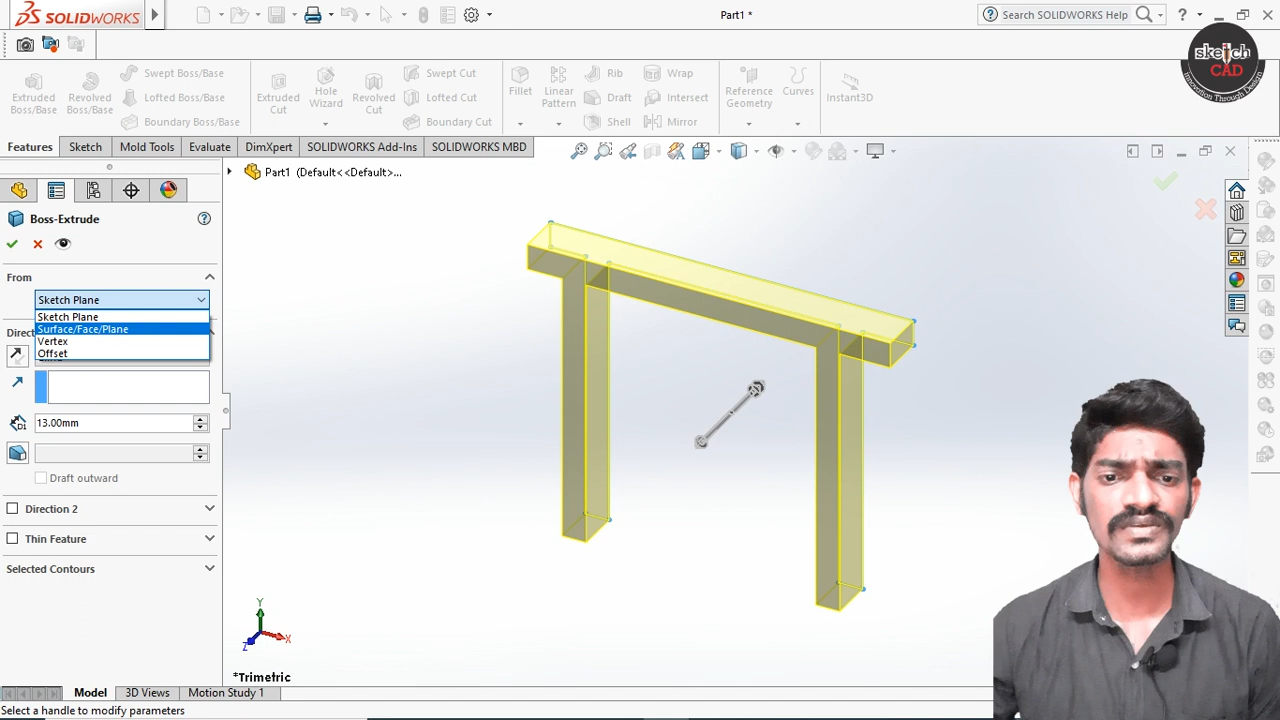 SOLIDWORKS
Part1 *
Search SOLIDWORKS Help
?
sketch
CAD
Innovation Through Design
Extruded
Boss/Base
Revolved
Boss/Base
Swept Boss/Base
Lofted Boss/Base
Boundary Boss/Base
Extruded
Cut
Hole
Wizard
Revolved
Cut
Swept Cut
Lofted Cut
Boundary Cut
Fillet
Linear
Pattern
Rib
Draft
Shell
Wrap
Intersect
Mirror
Reference
Geometry
Curves
Instant3D
Features
Sketch
Mold Tools
Evaluate
DimXpert
SOLIDWORKS Add-Ins
SOLIDWORKS MBD
Part1 (Default<<Default>...
Boss-Extrude
?
From
Sketch Plane
Sketch Plane
Surface/Face/Plane
Vertex
Offset
Direc
13.00mm
Draft outward
Direction 2
Thin Feature
Selected Contours
Y
X
Z
*Trimetric
Model
3D Views
Motion Study 1
Select a handle to modify parameters